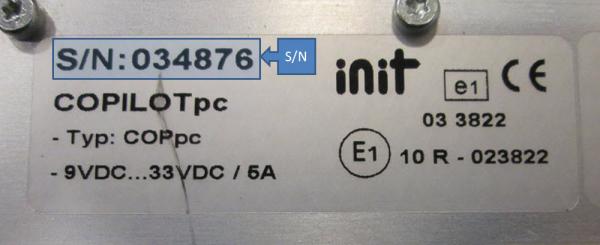 S/N:034876
S/N
COPILOTpc
- Typ: COPpc
- 9VDC...33VDC / 5A
init
e1 CE
03 3822
E1 10 R - 023822